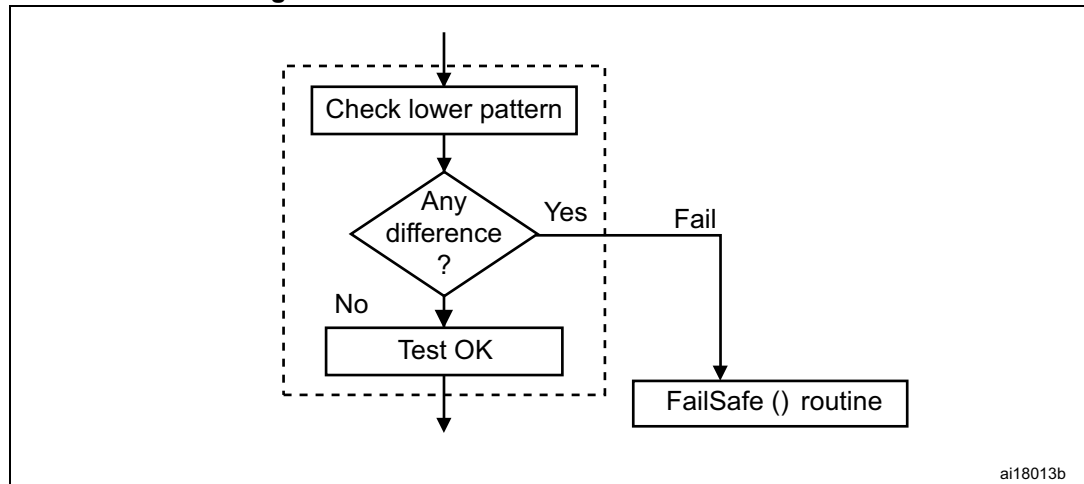 Check lower pattern
Any
difference
?
Yes
Fail
No
Test OK
FailSafe () routine
ai18013b